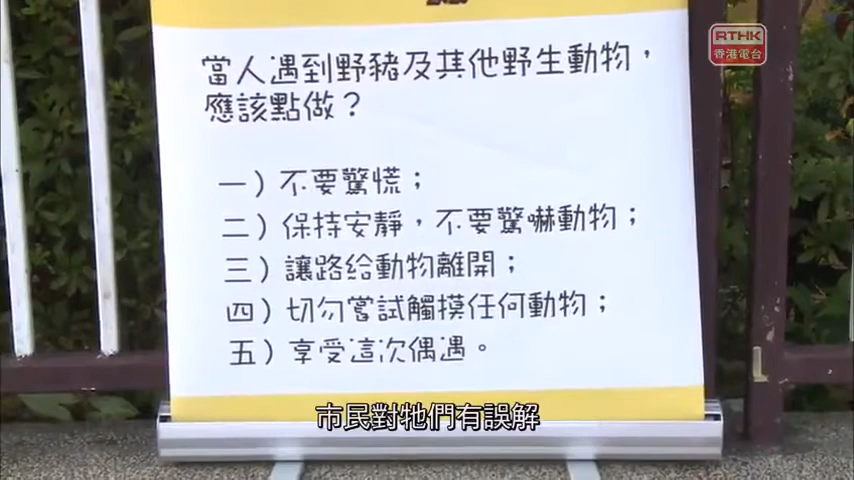 RTHK
香港電台
當人遇到野豬及其他野生動物，
應該點做？
一）不要驚慌；
二）保持安靜，不要驚嚇動物；
三）讓路給動物離開；
四）切勿嘗試觸摸任何動物；
五）享受這次偶遇。
市民對牠們有誤解